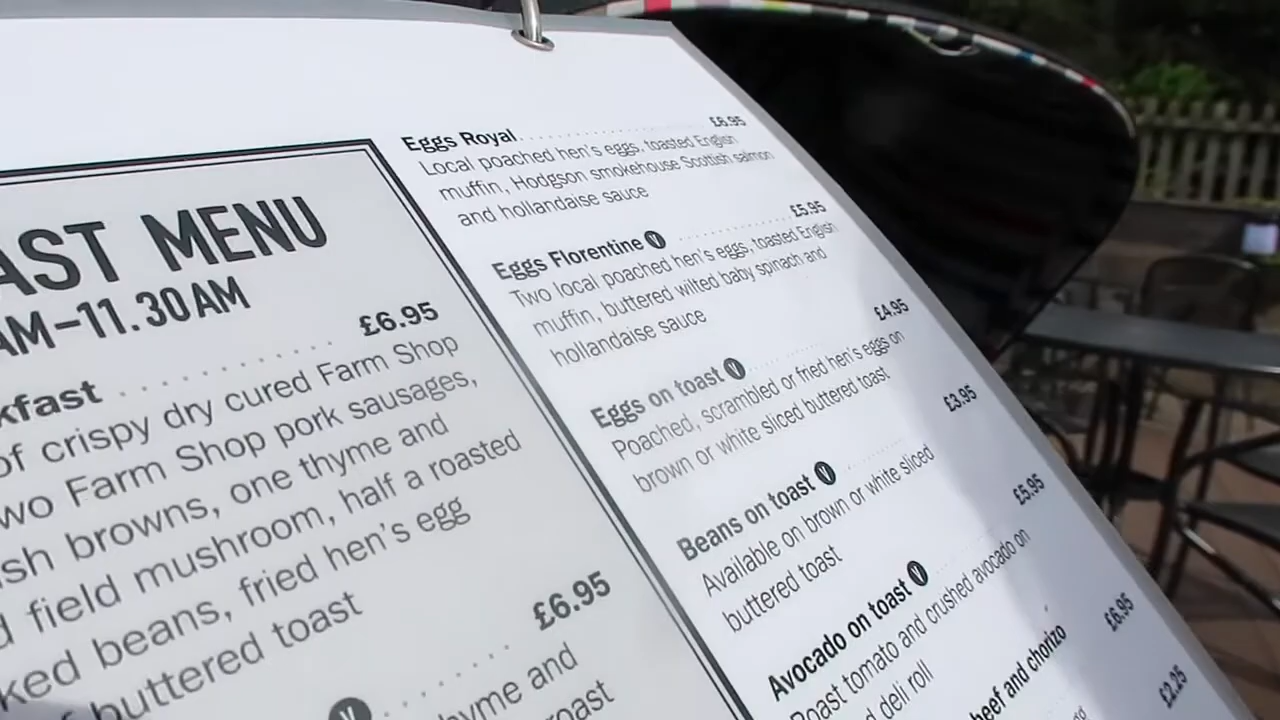 AST MENU
AM–11.30AM
kfast £6.95
of crispy dry cured Farm Shop
wo Farm Shop pork sausages,
sh browns, one thyme and
d field mushroom, half a roasted
ked beans, fried hen's egg
f buttered toast
V £6.95
hyme and
roast
Eggs Royal £6.95
Local poached hen's eggs, toasted English
muffin, Hodgson smokehouse Scottish salmon
and hollandaise sauce
Eggs Florentine V £5.95
Two local poached hen's eggs, toasted English
muffin, buttered wilted baby spinach and
hollandaise sauce
Eggs on toast V £4.95
Poached, scrambled or fried hen's eggs on
brown or white sliced buttered toast
Beans on toast V £3.95
Available on brown or white sliced
buttered toast
Avocado on toast V £5.95
Roast tomato and crushed avocado on
d deli roll
beef and chorizo £6.95
£2.25